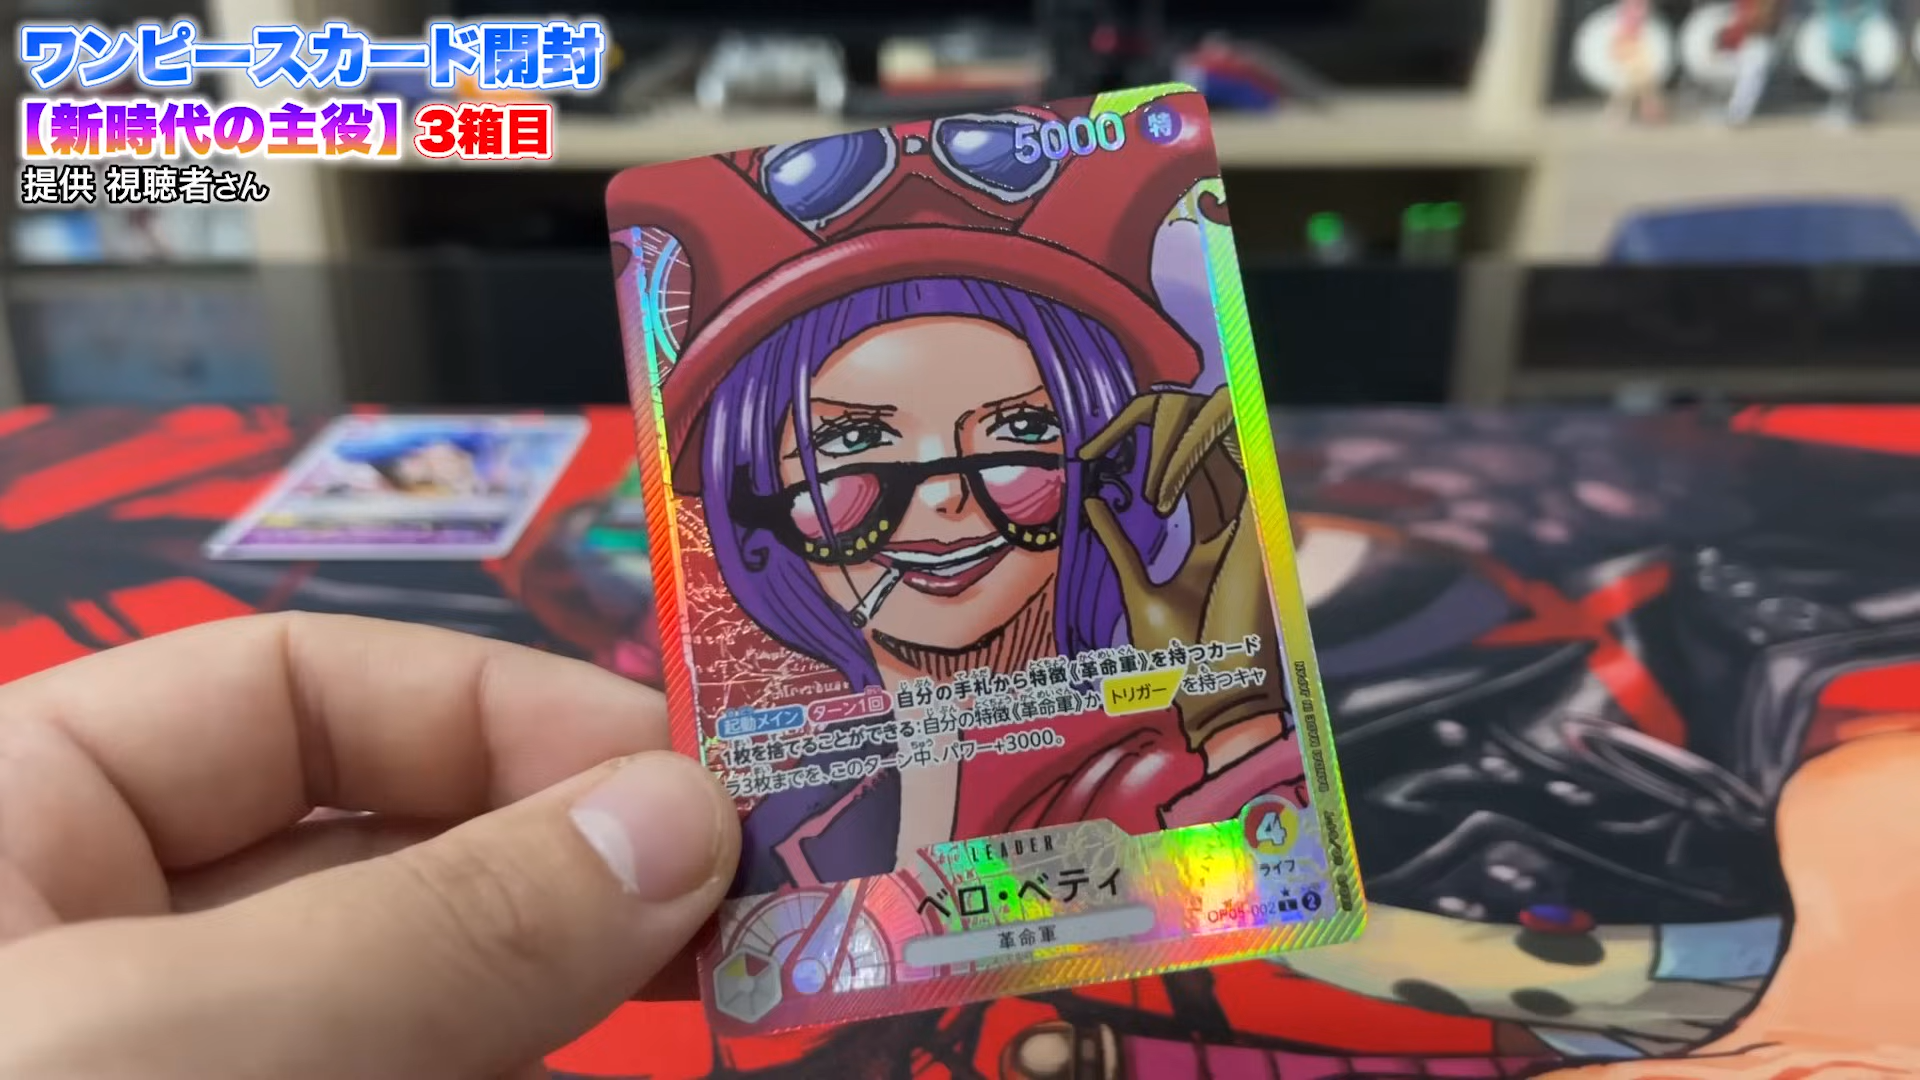 ワンピースカード開封
【新時代の主役】3箱目
提供 視聴者さん
5000 特
起動メイン ターン1回 自分の手札から特徴《革命軍》を持つカード
1枚を捨てることができる:自分の特徴《革命軍》か トリガー を持つキャ
ラ3枚までを、このターン中、パワー+3000。
LEADER
4
ライフ
ベロ・ベティ
OP05-002 L 2
革命軍
BANDAI MADE IN JAPAN